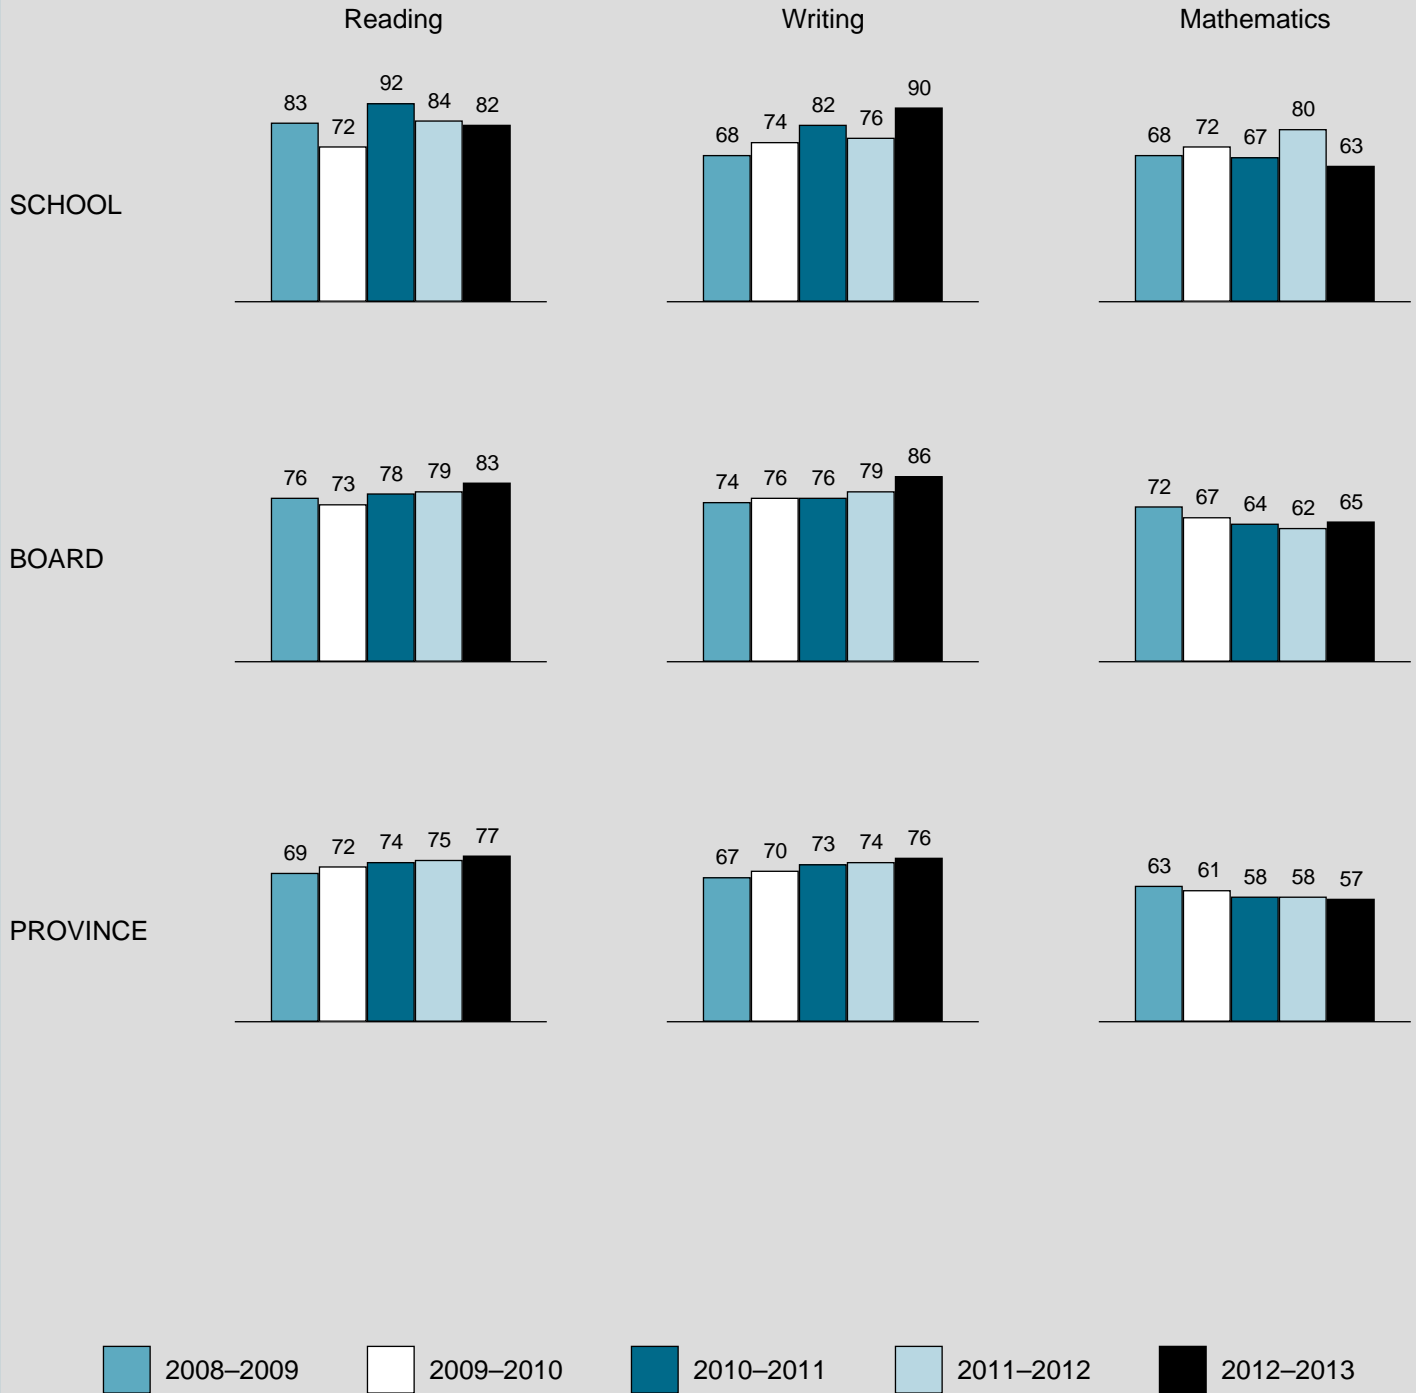 Reading Writing Mathematics
SCHOOL
83 72 92 84 82
68 74 82 76 90
68 72 67 80 63
BOARD
76 73 78 79 83
74 76 76 79 86
72 67 64 62 65
PROVINCE
69 72 74 75 77
67 70 73 74 76
63 61 58 58 57
2008–2009 2009–2010 2010–2011 2011–2012 2012–2013